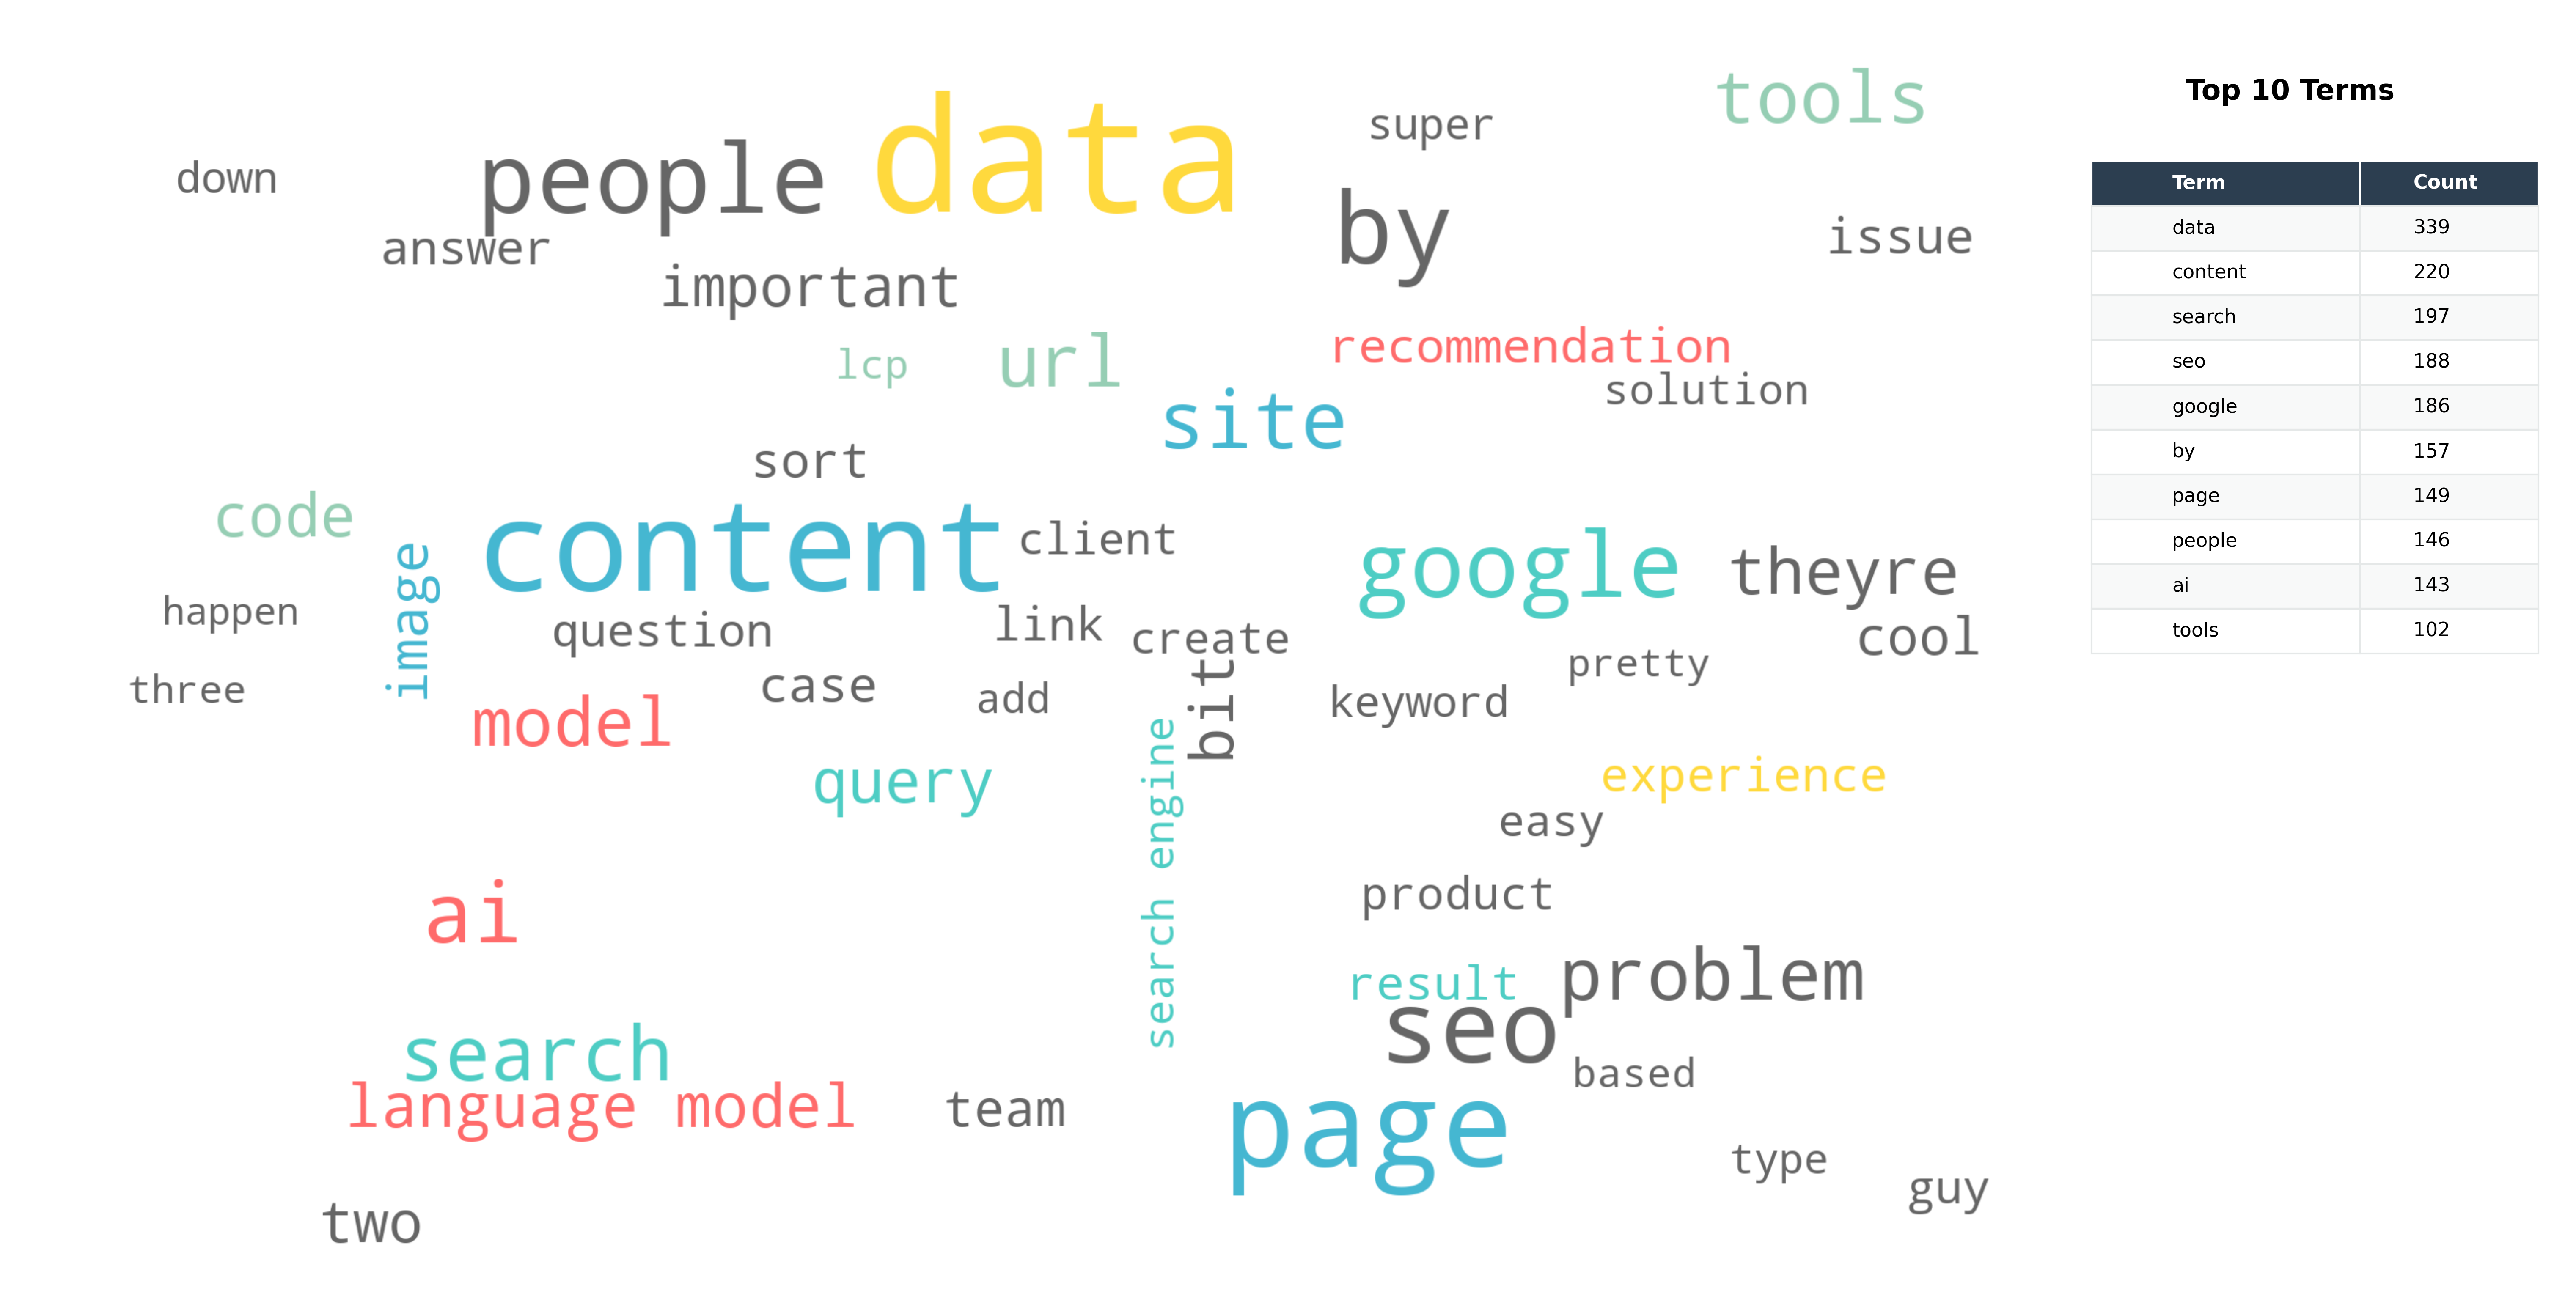 tools
super
data
people
down
by
answer
issue
important
recommendation
lcp
url
solution
site
sort
code
content
client
google
theyre
image
happen
question
link
create
cool
pretty
three
case
add
bit
keyword
model
query
search engine
experience
easy
product
ai
result
problem
seo
search
based
language model
team
page
type
guy
two
Top 10 Terms
Term Count
data 339
content 220
search 197
seo 188
google 186
by 157
page 149
people 146
ai 143
tools 102